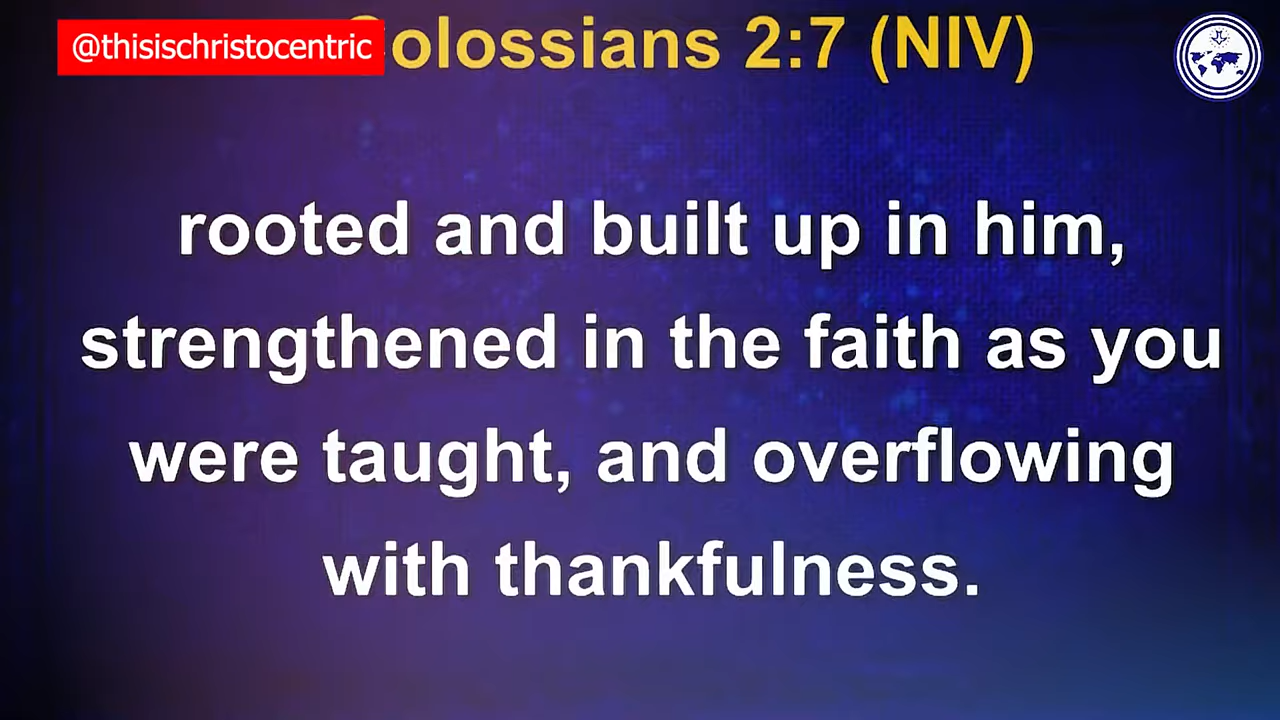 @thisischristocentric
olossians 2:7 (NIV)
rooted and built up in him,
strengthened in the faith as you
were taught, and overflowing
with thankfulness.